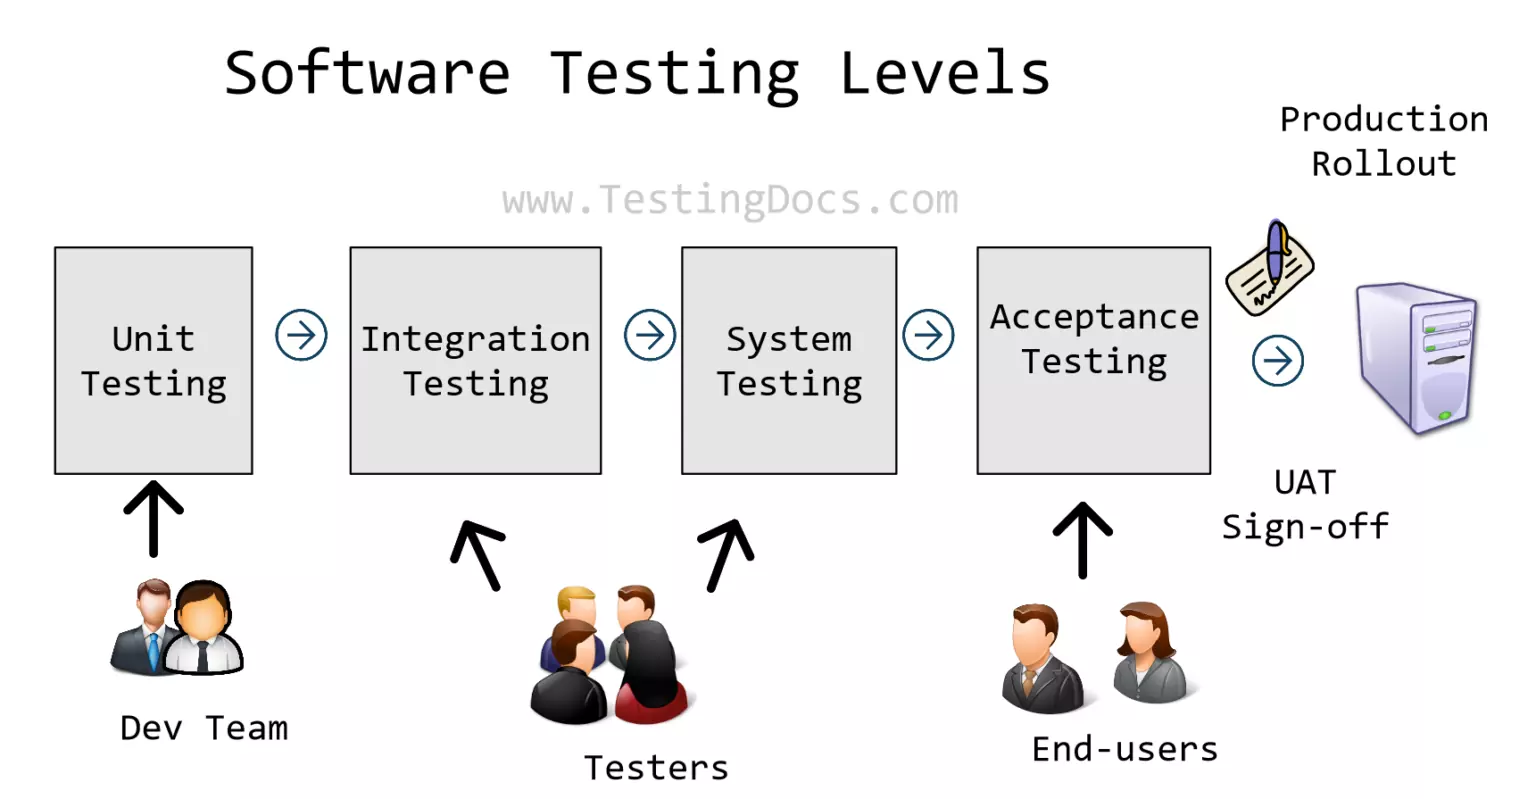 Software Testing Levels
Production
Rollout
www.TestingDocs.com
Unit
Testing
Integration
Testing
System
Testing
Acceptance
Testing
UAT
Sign-off
Dev Team
Testers
End-users